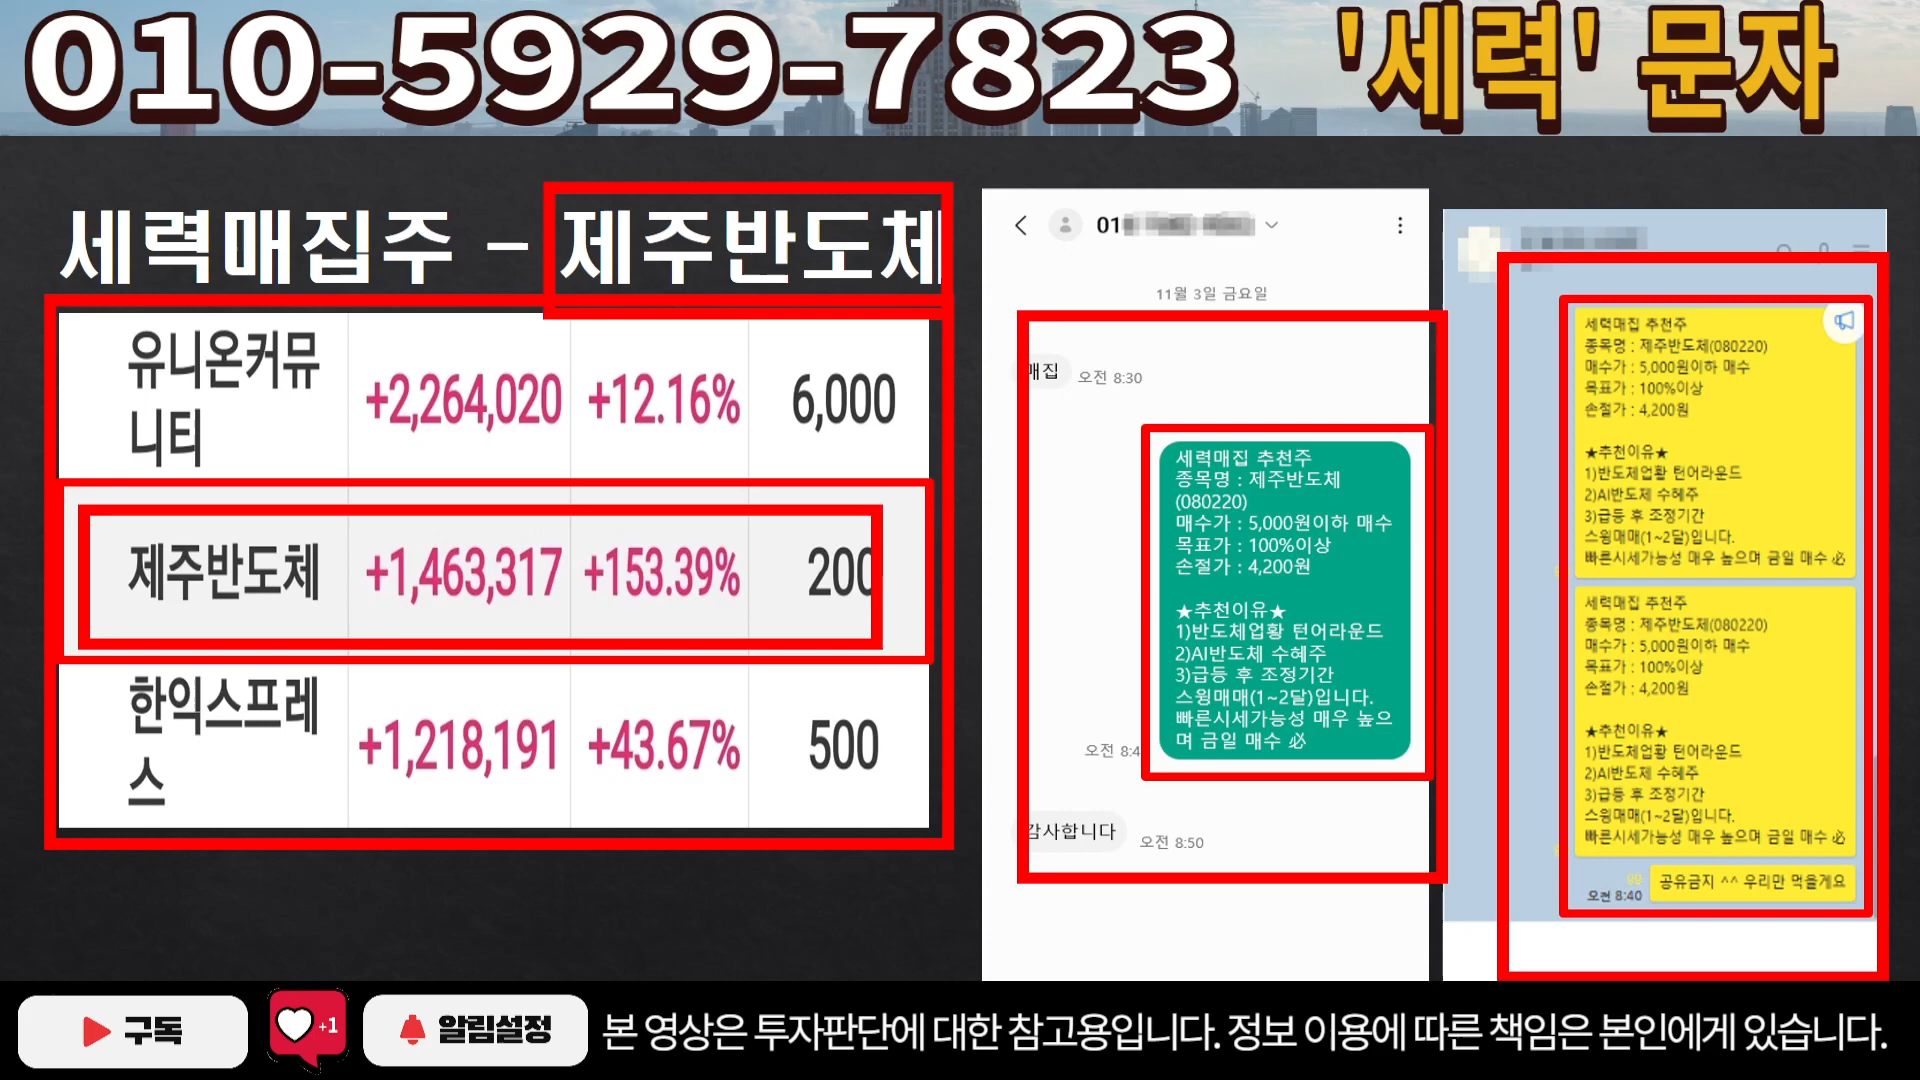 010-5929-7823 '세력' 문자
세력매집주 - 제주반도체
유니온커뮤
니티
+2,264,020 +12.16% 6,000
제주반도체 +1,463,317 +153.39% 200
한익스프레
스
+1,218,191 +43.67% 500
01
11월 3일 금요일
매집 오전 8:30
세력매집 추천주
종목명 : 제주반도체
(080220)
매수가 : 5,000원이하 매수
목표가 : 100%이상
손절가 : 4,200원
★추천이유★
1)반도체업황 턴어라운드
2)AI반도체 수혜주
3)급등 후 조정기간
스윙매매(1~2달)입니다.
빠른시세가능성 매우 높으
며 금일 매수 必
오전 8:4
감사합니다 오전 8:50
세력매집 추천주
종목명 : 제주반도체(080220)
매수가 : 5,000원이하 매수
목표가 : 100%이상
손절가 : 4,200원
★추천이유★
1)반도체업황 턴어라운드
2)AI반도체 수혜주
3)급등 후 조정기간
스윙매매(1~2달)입니다.
빠른시세가능성 매우 높으며 금일 매수 必
세력매집 추천주
종목명 : 제주반도체(080220)
매수가 : 5,000원이하 매수
목표가 : 100%이상
손절가 : 4,200원
★추천이유★
1)반도체업황 턴어라운드
2)AI반도체 수혜주
3)급등 후 조정기간
스윙매매(1~2달)입니다.
빠른시세가능성 매우 높으며 금일 매수 必
오전 8:40 공유금지 ^^ 우리만 먹을게요
구독 +1 알림설정 본 영상은 투자판단에 대한 참고용입니다. 정보 이용에 따른 책임은 본인에게 있습니다.